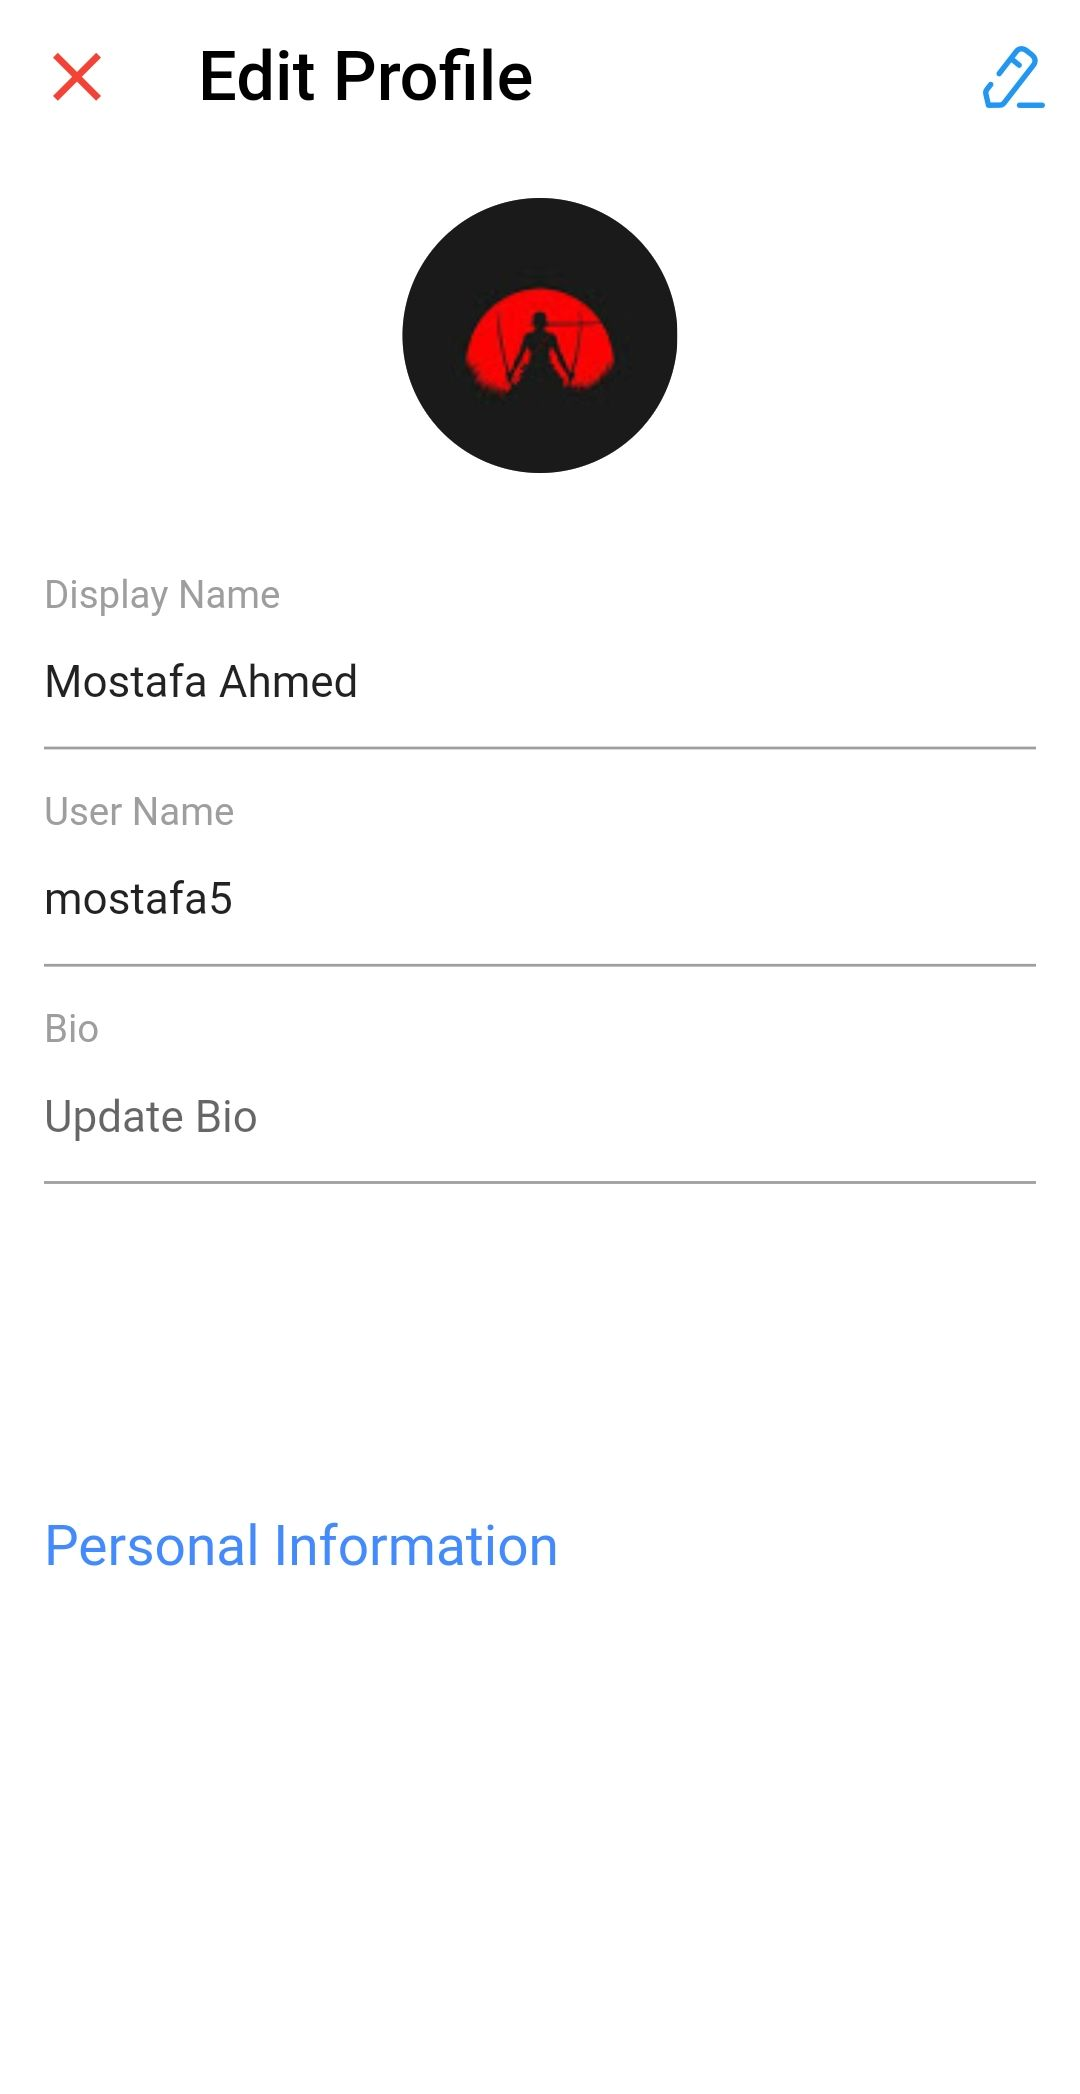 Edit Profile
Display Name
Mostafa Ahmed
User Name
mostafa5
Bio
Update Bio
Personal Information